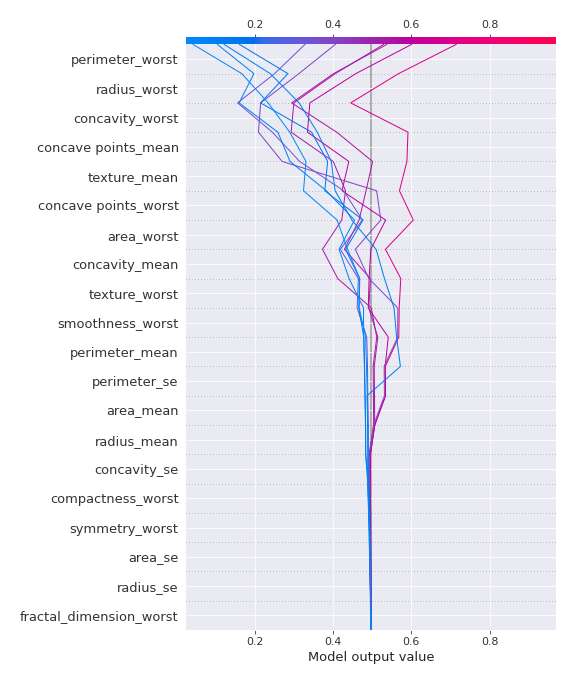 0.2 0.4 0.6 0.8
perimeter_worst
radius_worst
concavity_worst
concave points_mean
texture_mean
concave points_worst
area_worst
concavity_mean
texture_worst
smoothness_worst
perimeter_mean
perimeter_se
area_mean
radius_mean
concavity_se
compactness_worst
symmetry_worst
area_se
radius_se
fractal_dimension_worst
0.2 0.4 0.6 0.8
Model output value